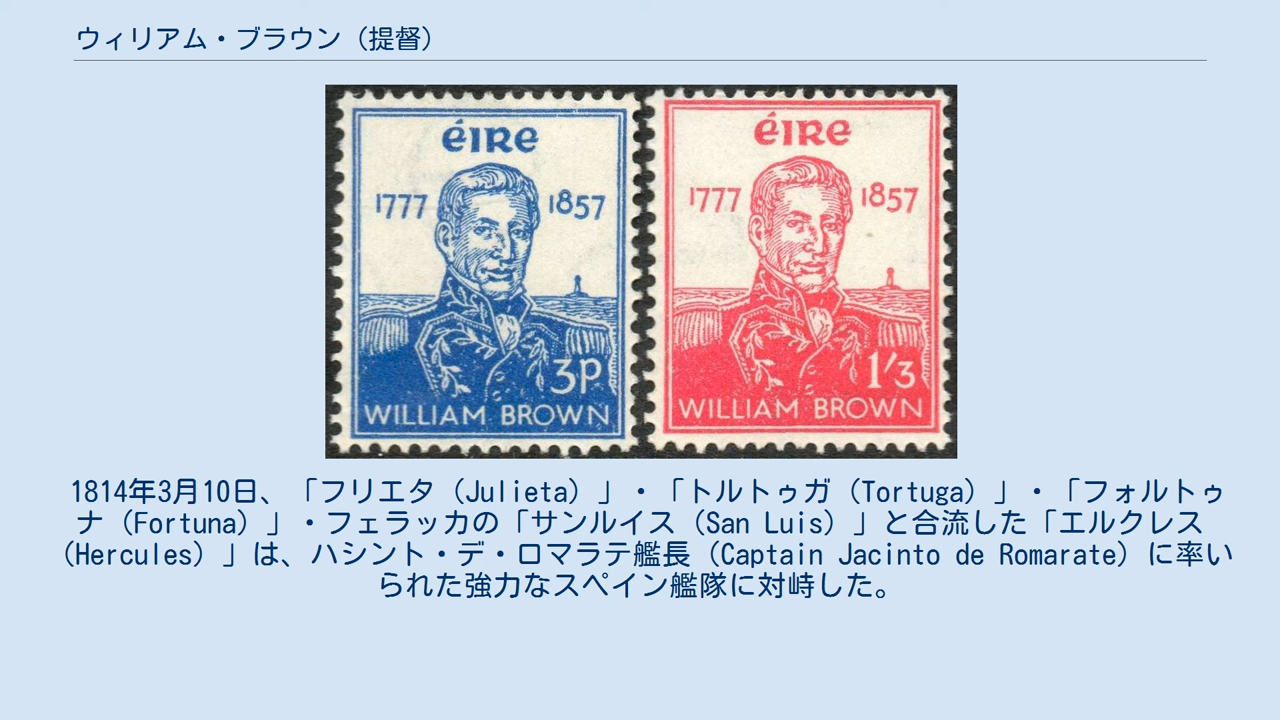 ウィリアム・ブラウン（提督）
éIRE
1777 1857
3P
WILLIAM BROWN
éIRE
1777 1857
1/3
WILLIAM BROWN
1814年3月10日、「フリエタ（Julieta）」・「トルトゥガ（Tortuga）」・「フォルトゥ
ナ（Fortuna）」・フェラッカの「サンルイス（San Luis）」と合流した「エルクレス
（Hercules）」は、ハシント・デ・ロマラテ艦長（Captain Jacinto de Romarate）に率い
られた強力なスペイン艦隊に対峙した。